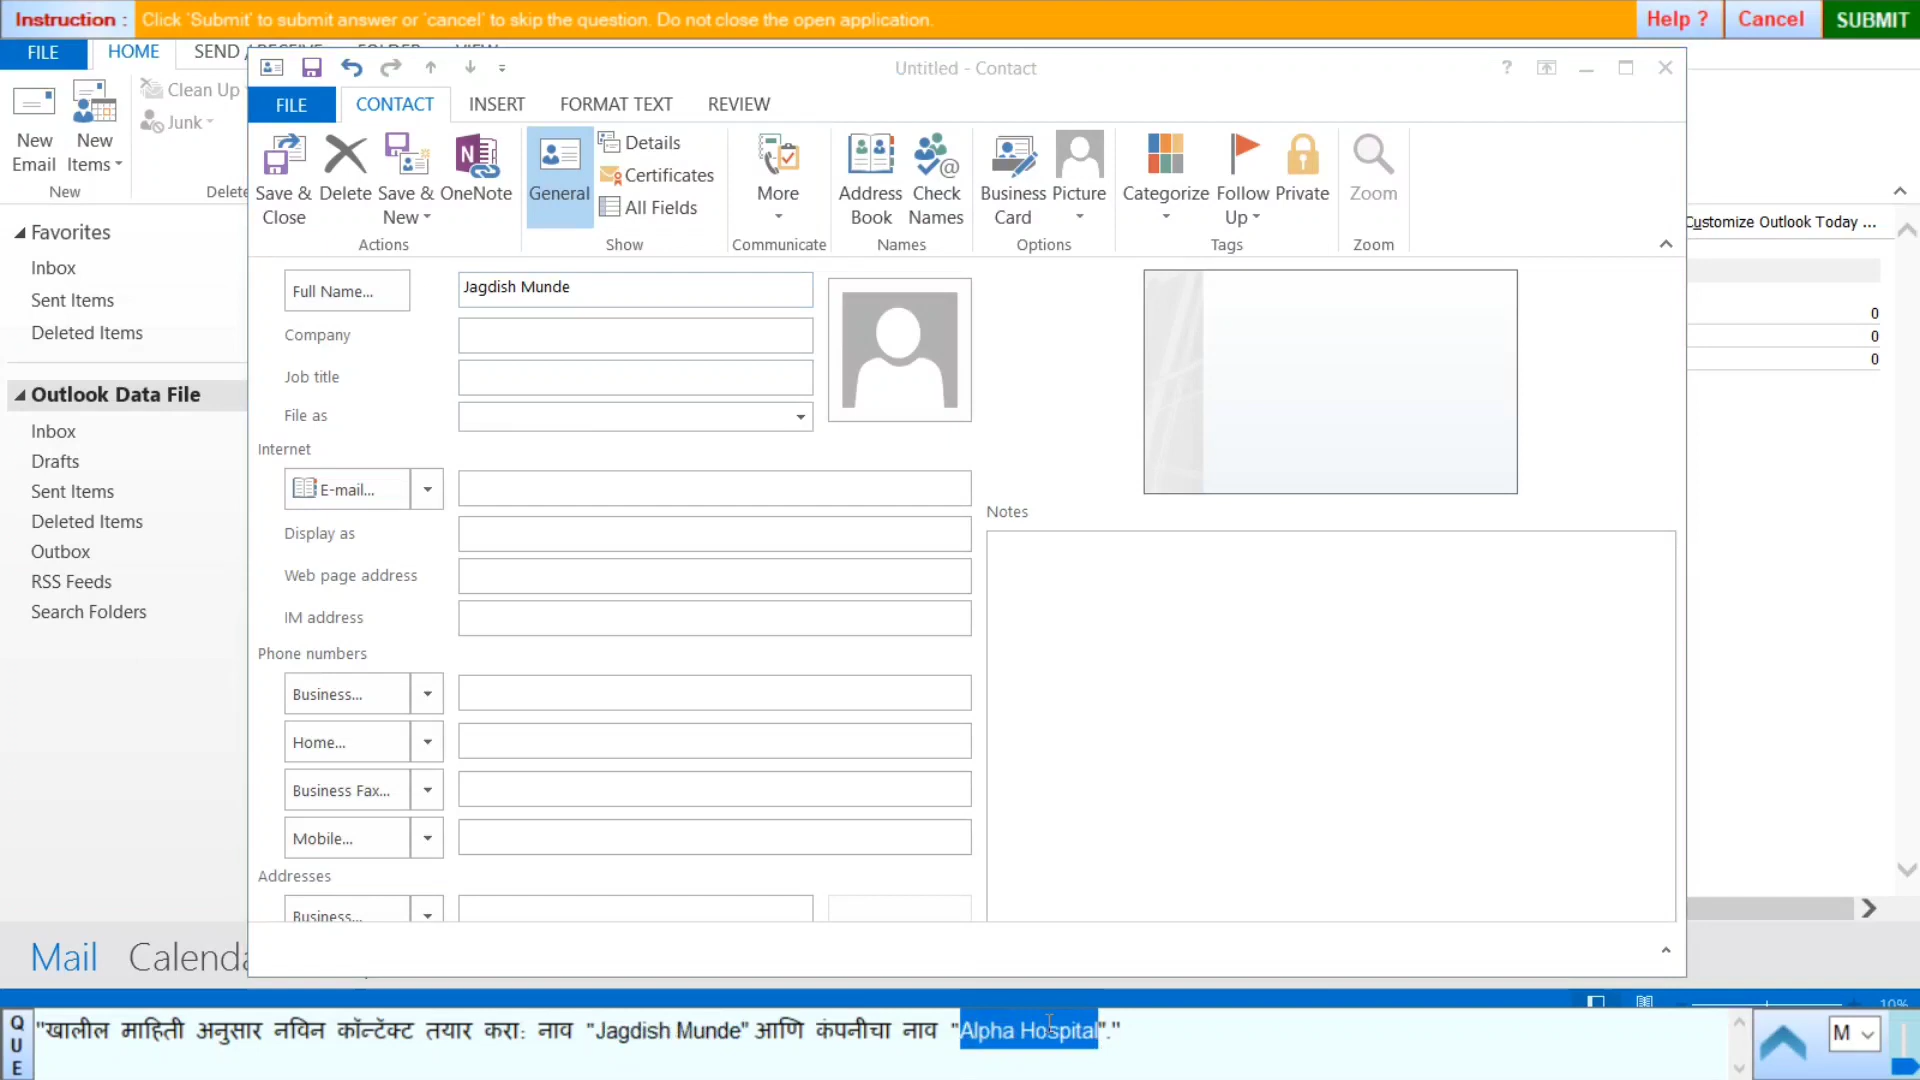 Instruction : Click 'Submit' to submit answer or 'cancel' to skip the question. Do not close the open application. Help ? Cancel SUBMIT
FILE HOME SEND
Untitled - Contact
FILE CONTACT INSERT FORMAT TEXT REVIEW
New Email
New Items
Clean Up
Junk
New
Delete
Save & Close
Delete
Save & New
OneNote
Actions
General
Details
Certificates
All Fields
Show
More
Communicate
Address Book
Check Names
Names
Business Card
Picture
Options
Categorize
Follow Up
Private
Tags
Zoom
Zoom
Customize Outlook Today ...
0
0
0
Favorites
Inbox
Sent Items
Deleted Items
Outlook Data File
Inbox
Drafts
Sent Items
Deleted Items
Outbox
RSS Feeds
Search Folders
Full Name... Jagdish Munde
Company
Job title
File as
Internet
E-mail...
Display as
Web page address
IM address
Phone numbers
Business...
Home...
Business Fax...
Mobile...
Addresses
Business...
Notes
Mail Calenda
10%
QUE
"खालील माहिती अनुसार नविन कॉन्टॅक्ट तयार करा: नाव "Jagdish Munde" आणि कंपनीचा नाव "Alpha Hospital"."
M